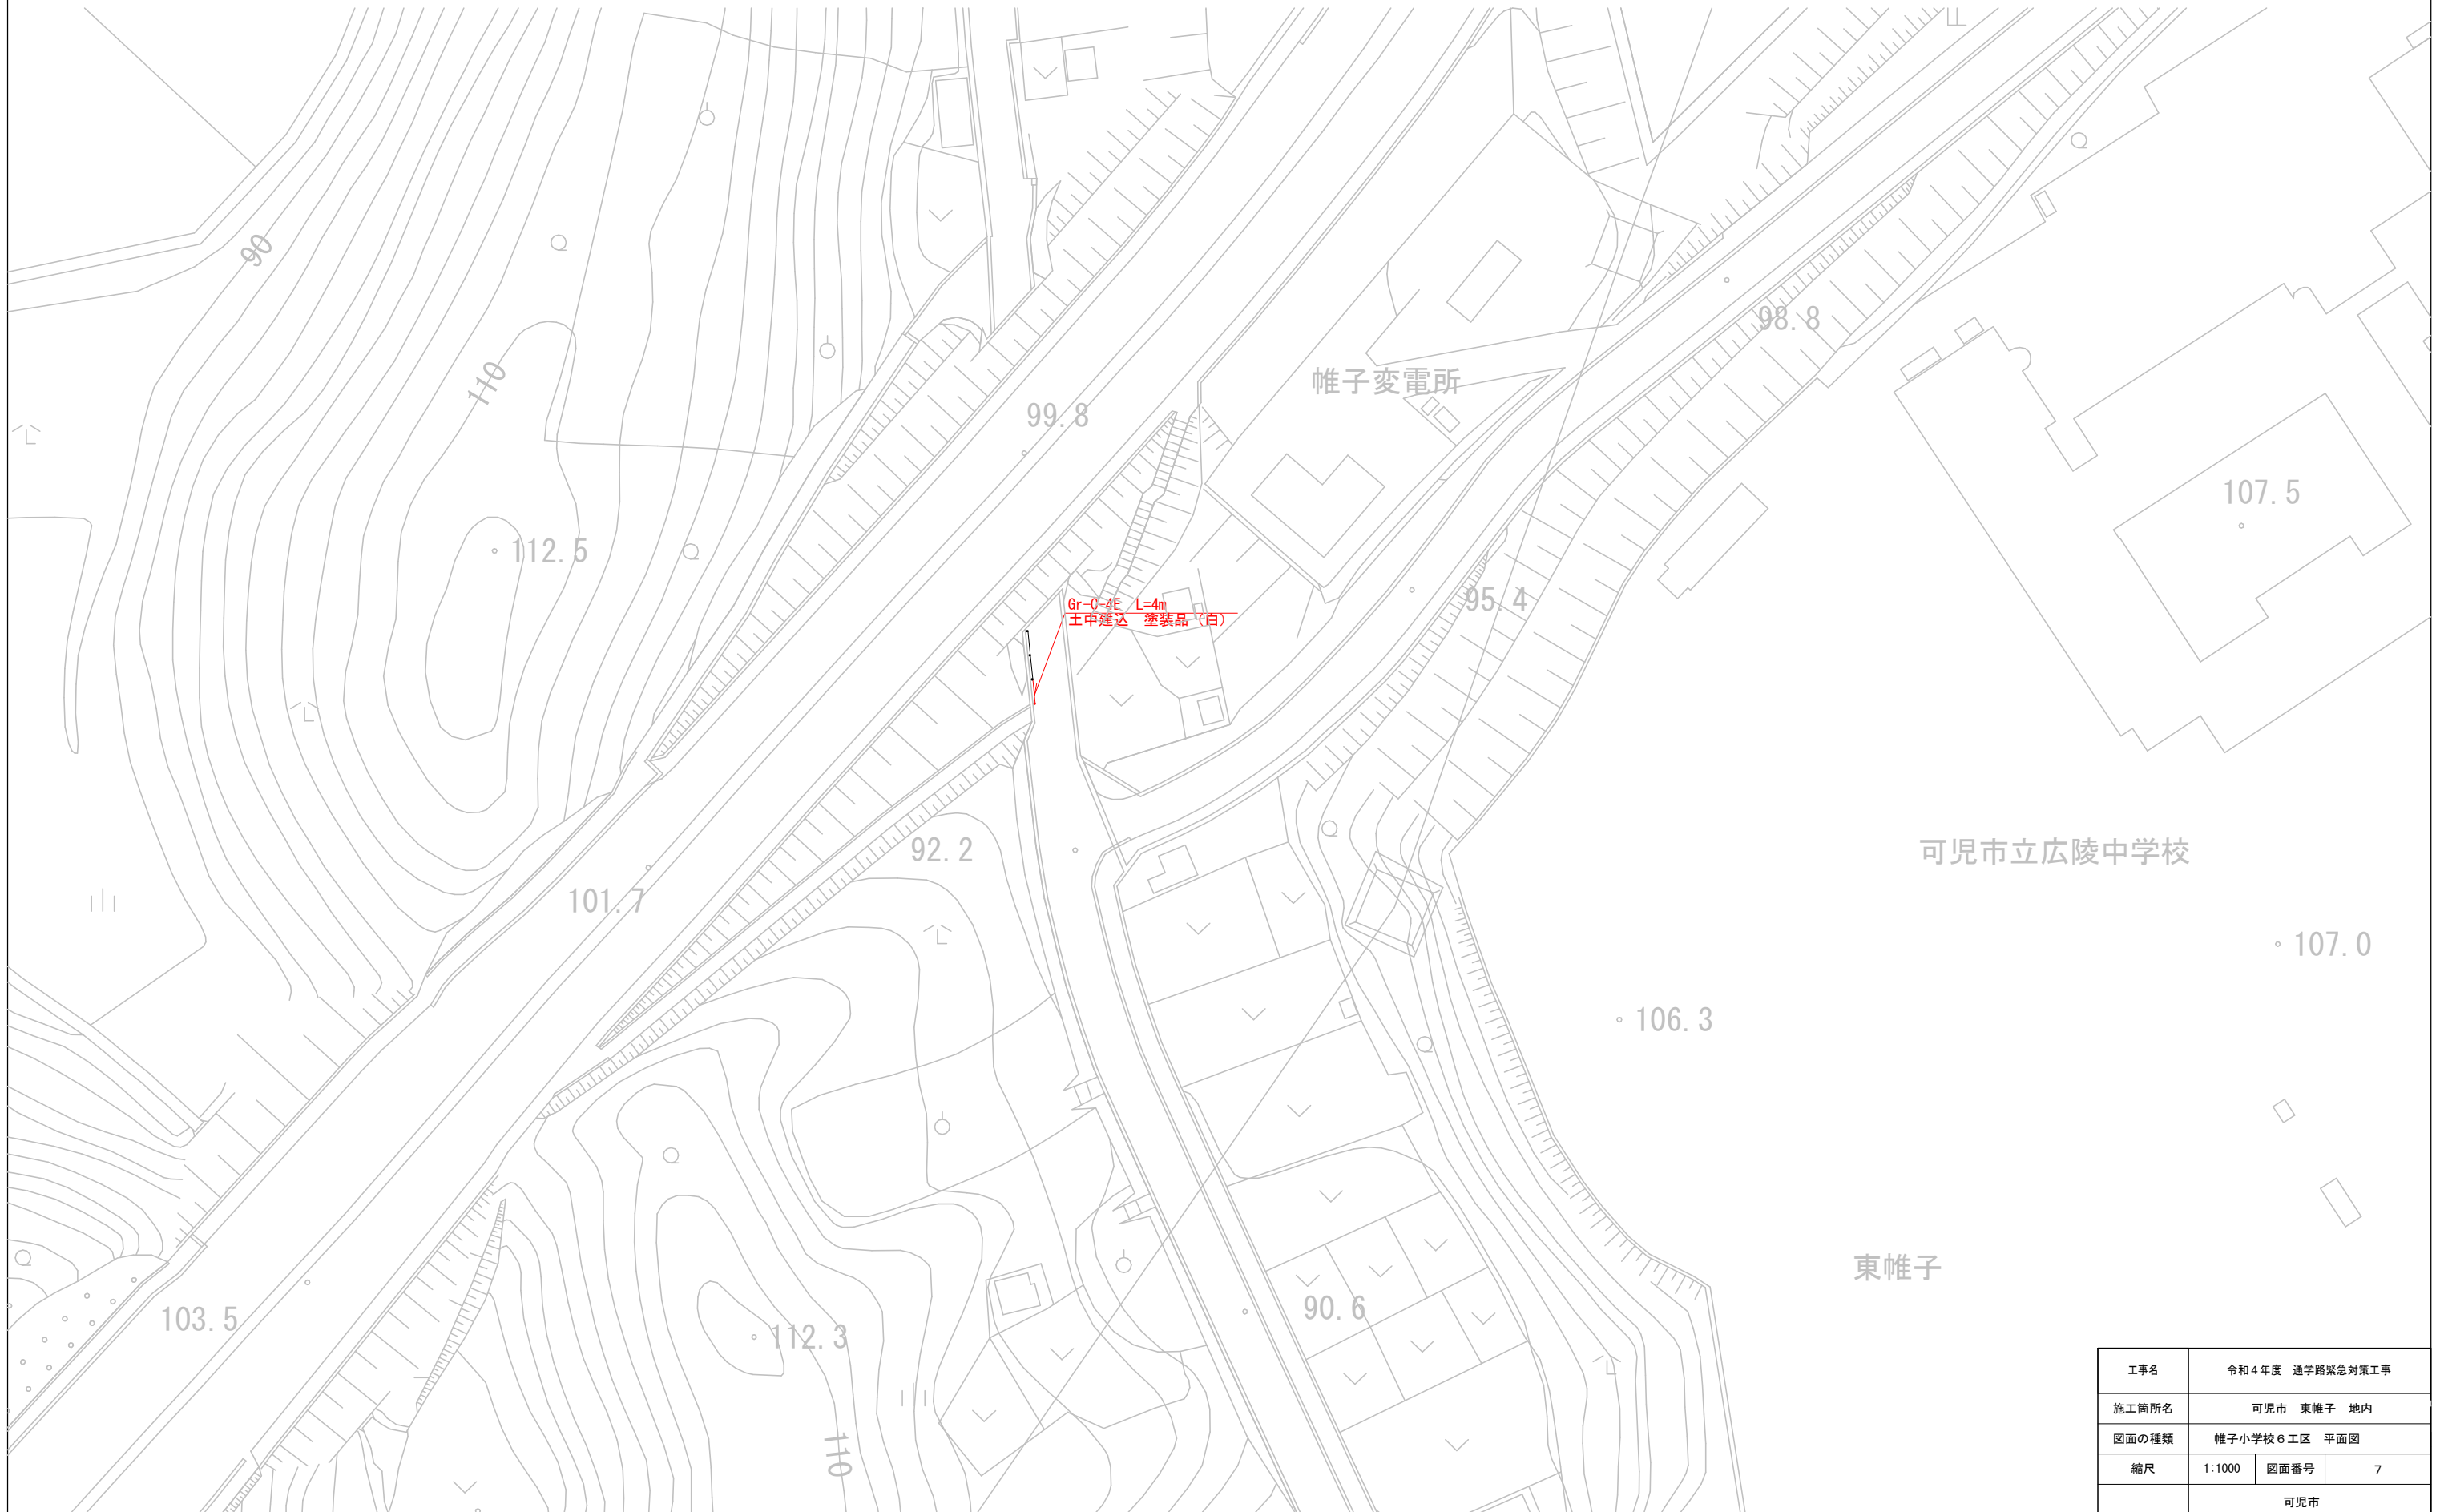 90
110
99.8
帷子変電所
98.8
107.5
112.5
Gr-C-4E L=4m
土中建込 塗装品（白）
95.4
92.2
可児市立広陵中学校
101.7
107.0
106.3
東帷子
90.6
103.5
112.3
110
工事名 令和４年度 通学路緊急対策工事
施工箇所名 可児市 東帷子 地内
図面の種類 帷子小学校６工区 平面図
縮尺 1:1000 図面番号 7
可児市